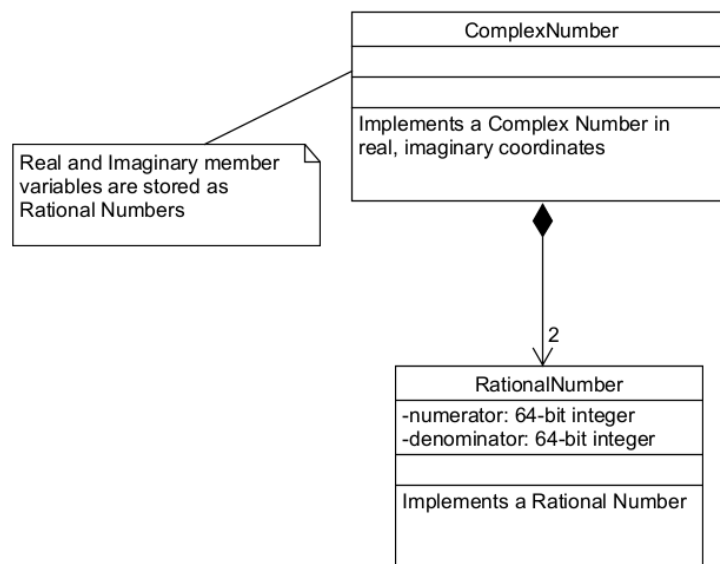 ComplexNumber
Implements a Complex Number in
real, imaginary coordinates
Real and Imaginary member
variables are stored as
Rational Numbers
2
RationalNumber
-numerator: 64-bit integer
-denominator: 64-bit integer
Implements a Rational Number